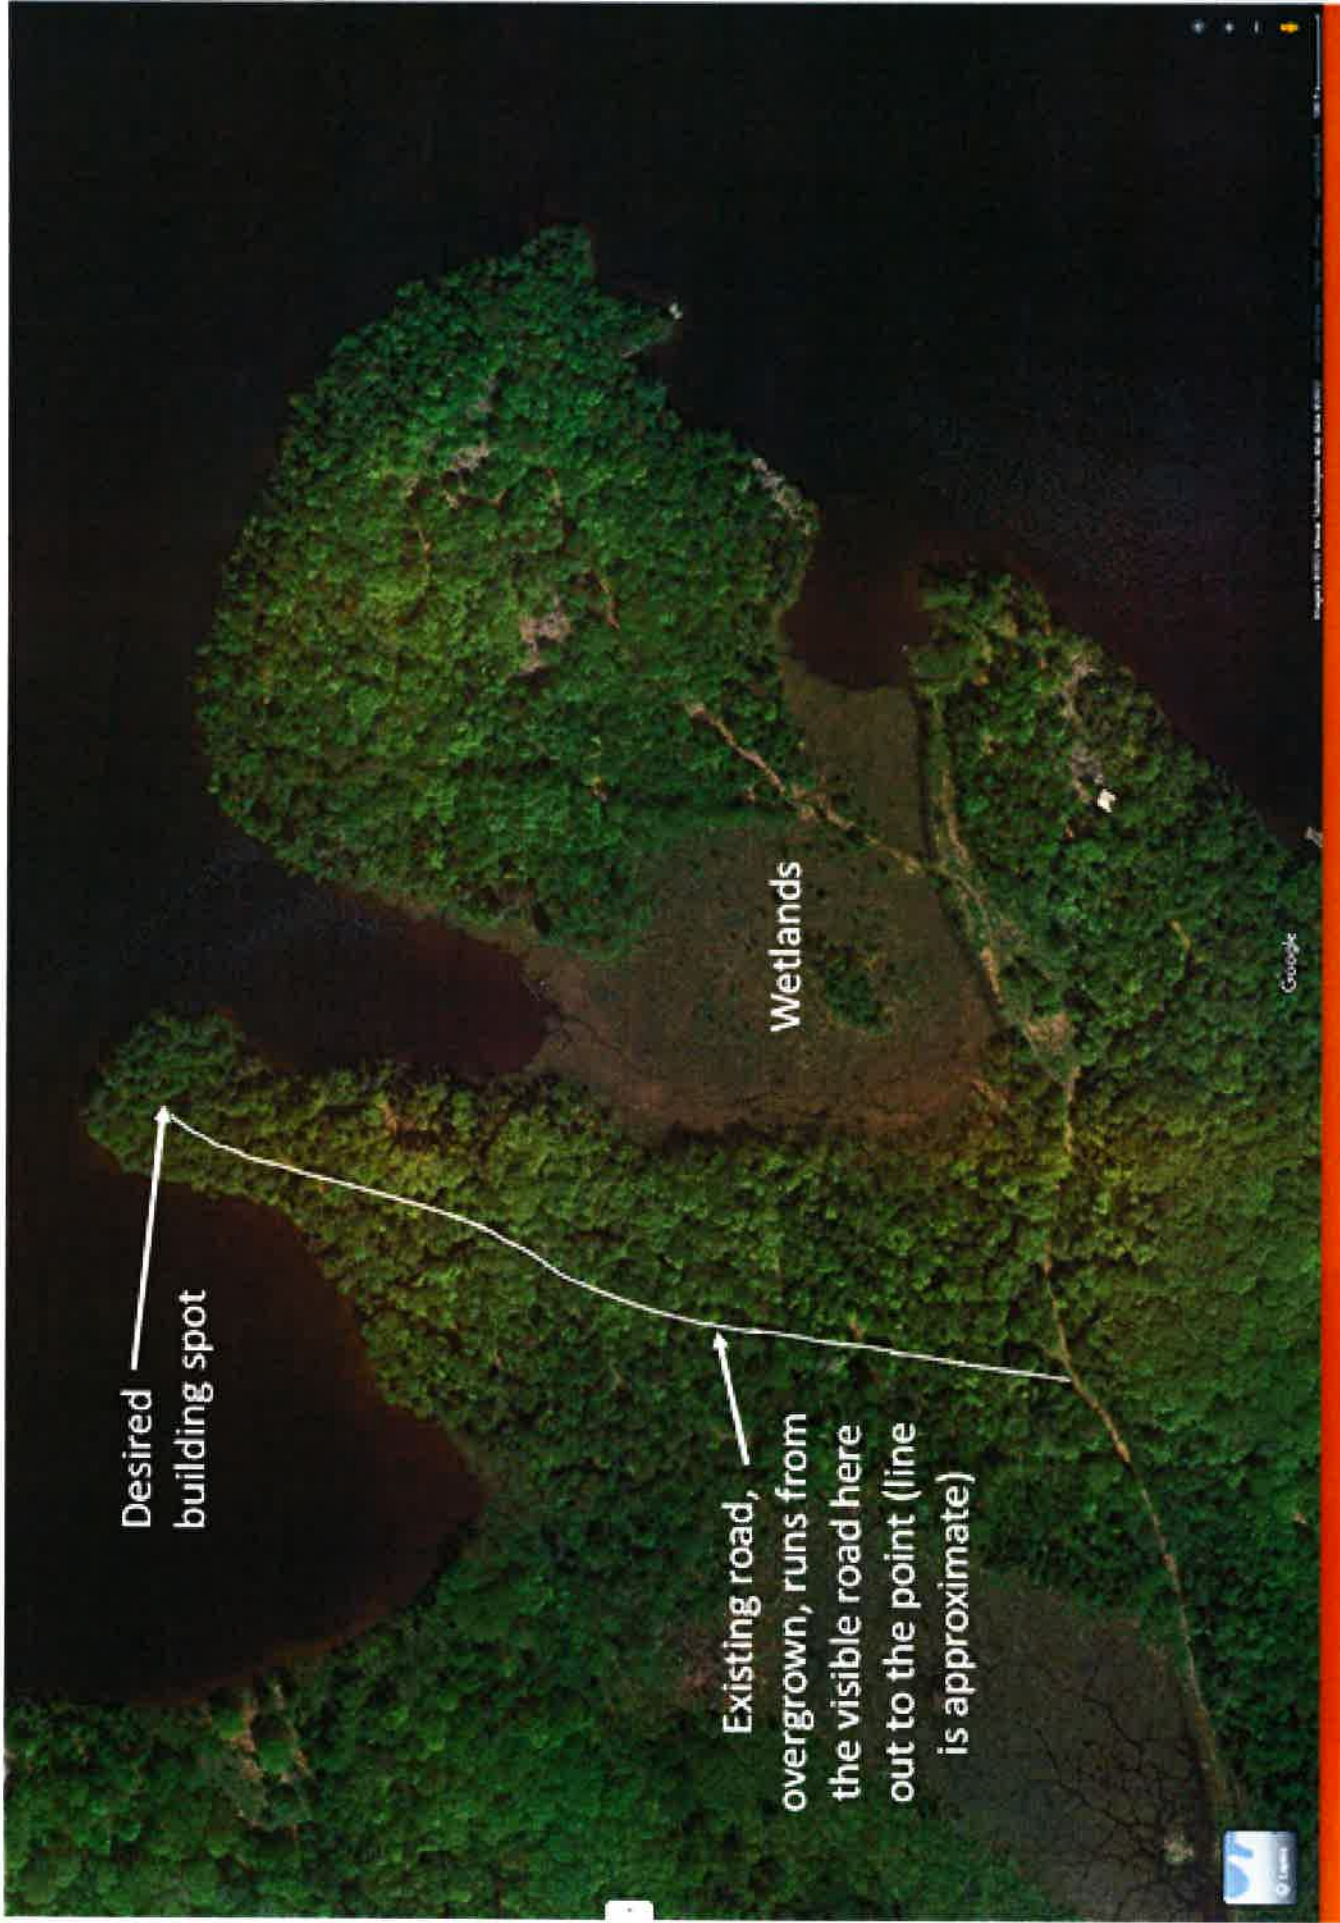 Desired
building spot
Existing road,
overgrown, runs from
the visible road here
out to the point (line
is approximate)
Wetlands
Google
Layers